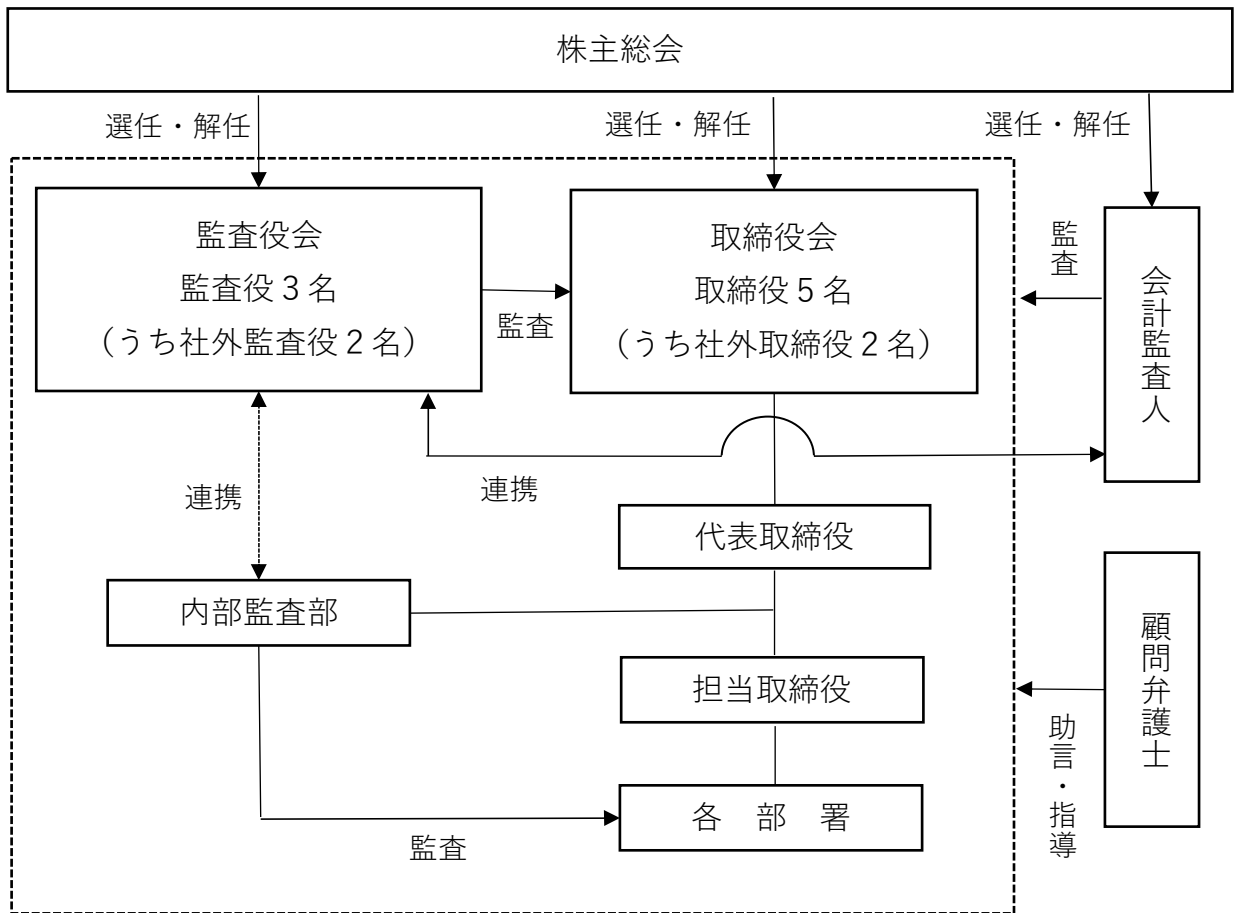 株主総会
選任・解任
選任・解任
選任・解任
監査役会
監査役３名
（うち社外監査役２名）
監査
取締役会
取締役５名
（うち社外取締役２名）
監査
会計監査人
連携
連携
代表取締役
内部監査部
担当取締役
顧問弁護士
助言・指導
各　部　署
監査